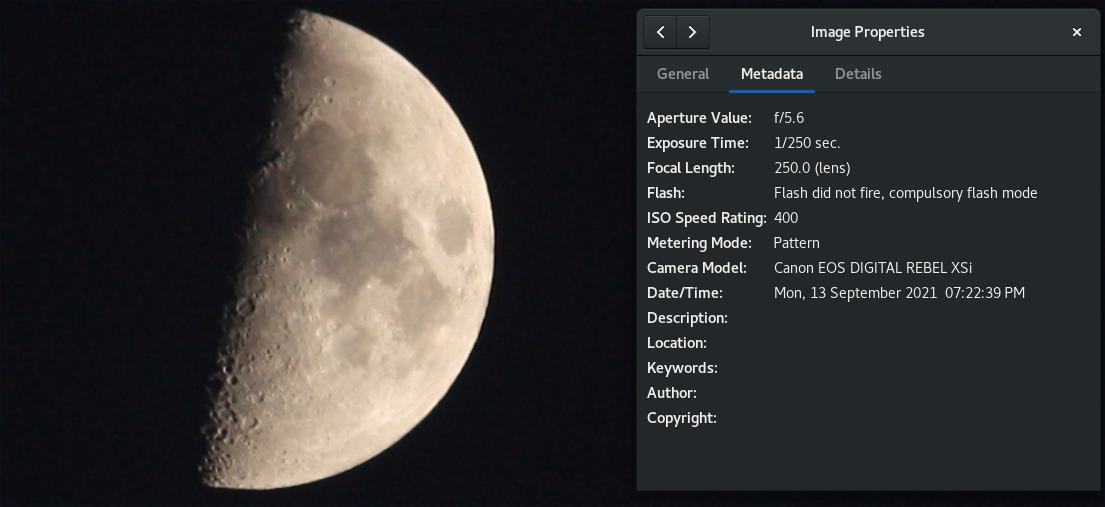 Image Properties
General Metadata Details
Aperture Value: f/5.6
Exposure Time: 1/250 sec.
Focal Length: 250.0 (lens)
Flash: Flash did not fire, compulsory flash mode
ISO Speed Rating: 400
Metering Mode: Pattern
Camera Model: Canon EOS DIGITAL REBEL XSi
Date/Time: Mon, 13 September 2021 07:22:39 PM
Description:
Location:
Keywords:
Author:
Copyright: